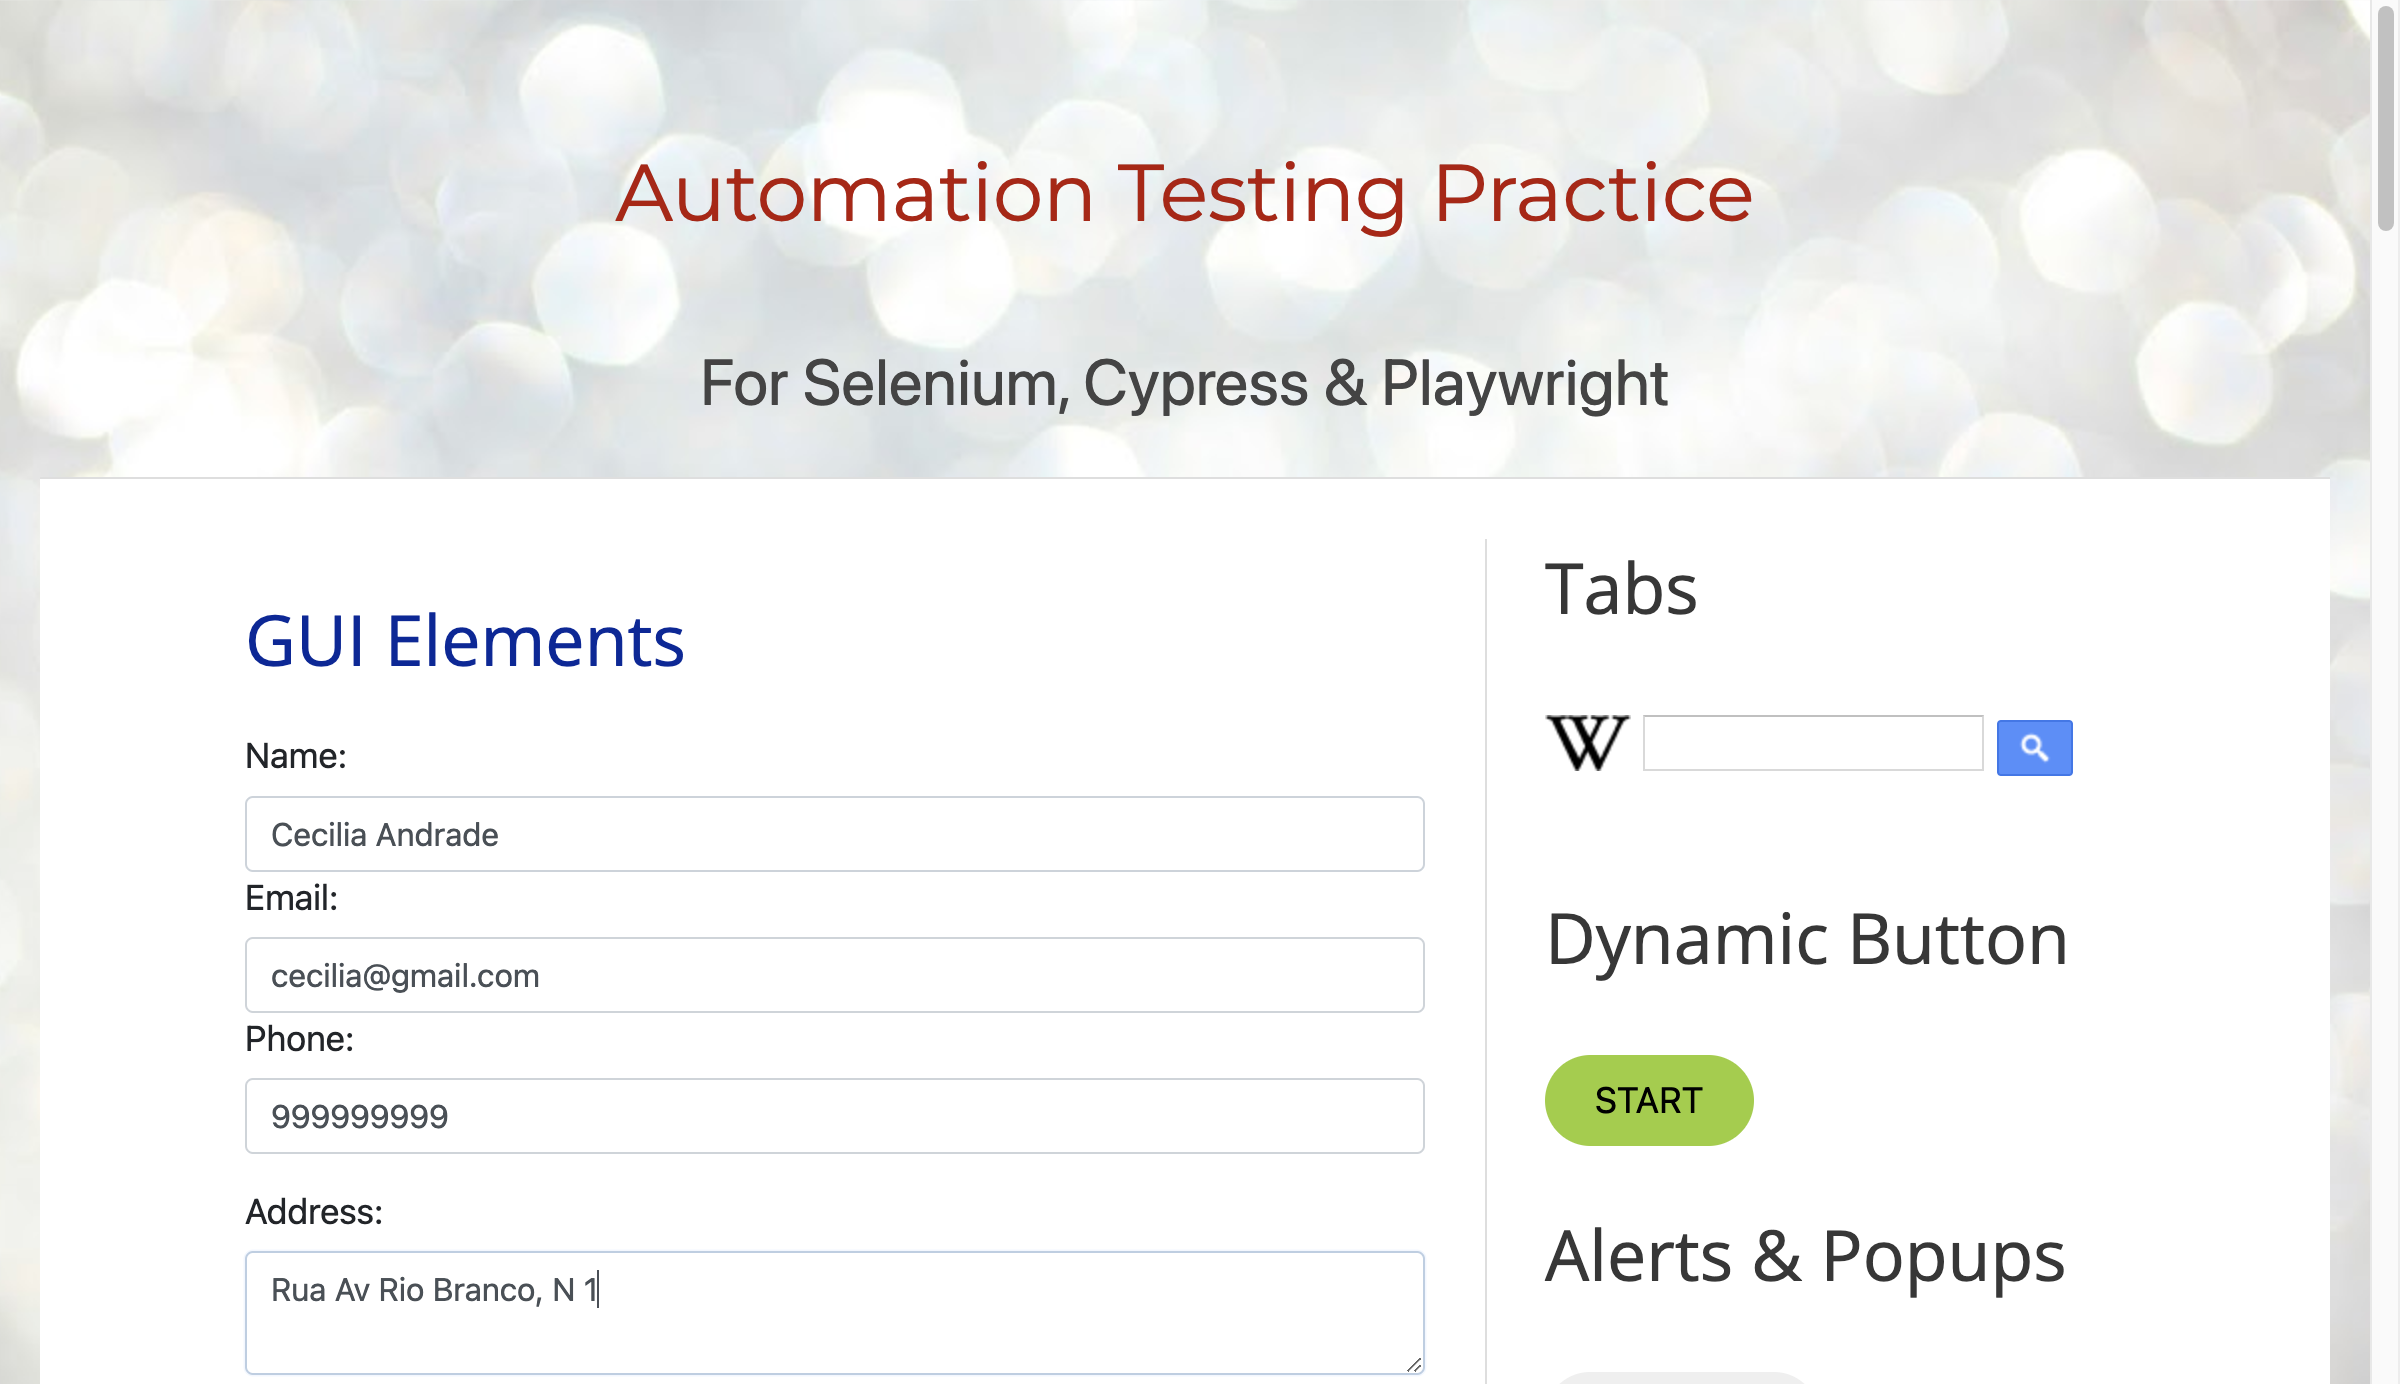 Automation Testing Practice
For Selenium, Cypress & Playwright
GUI Elements
Name:
Cecilia Andrade
Email:
cecilia@gmail.com
Phone:
999999999
Address:
Rua Av Rio Branco, N 1
Tabs
W
Dynamic Button
START
Alerts & Popups